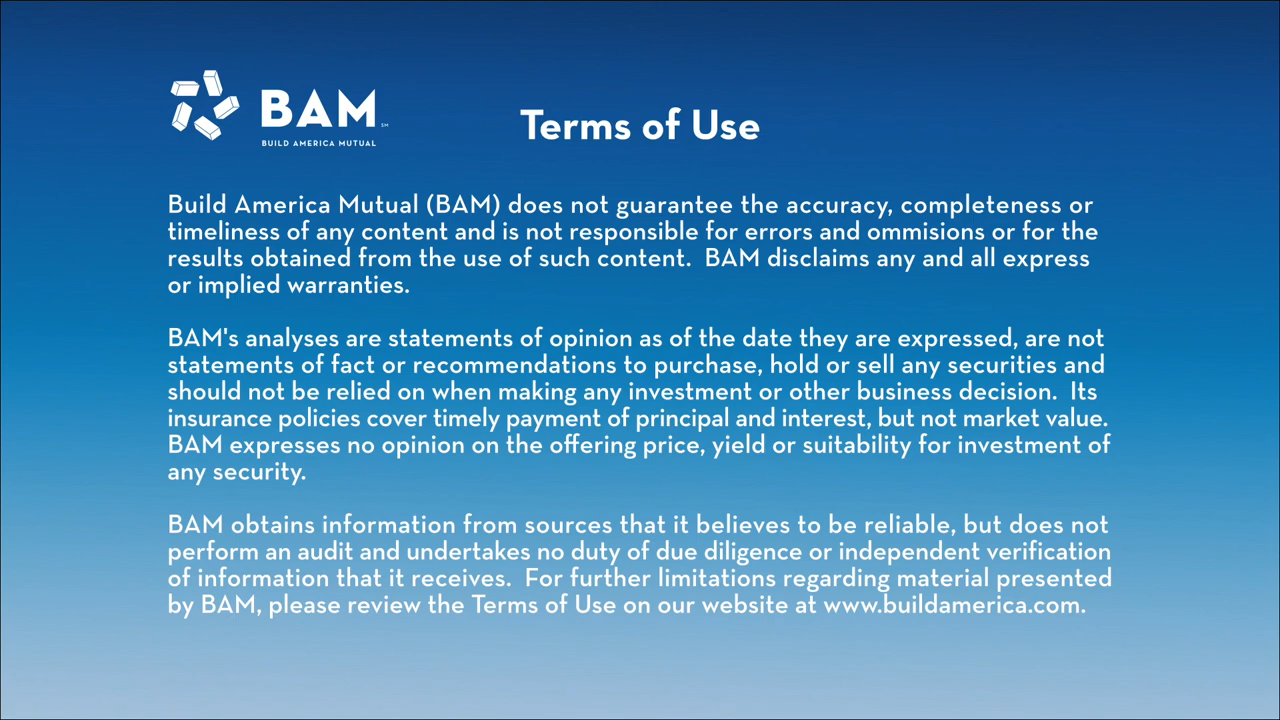 BAM
SM
BUILD AMERICA MUTUAL
Terms of Use
Build America Mutual (BAM) does not guarantee the accuracy, completeness or
timeliness of any content and is not responsible for errors and ommisions or for the
results obtained from the use of such content.  BAM disclaims any and all express
or implied warranties.
BAM's analyses are statements of opinion as of the date they are expressed, are not
statements of fact or recommendations to purchase, hold or sell any securities and
should not be relied on when making any investment or other business decision.  Its
insurance policies cover timely payment of principal and interest, but not market value.
BAM expresses no opinion on the offering price, yield or suitability for investment of
any security.
BAM obtains information from sources that it believes to be reliable, but does not
perform an audit and undertakes no duty of due diligence or independent verification
of information that it receives.  For further limitations regarding material presented
by BAM, please review the Terms of Use on our website at www.buildamerica.com.